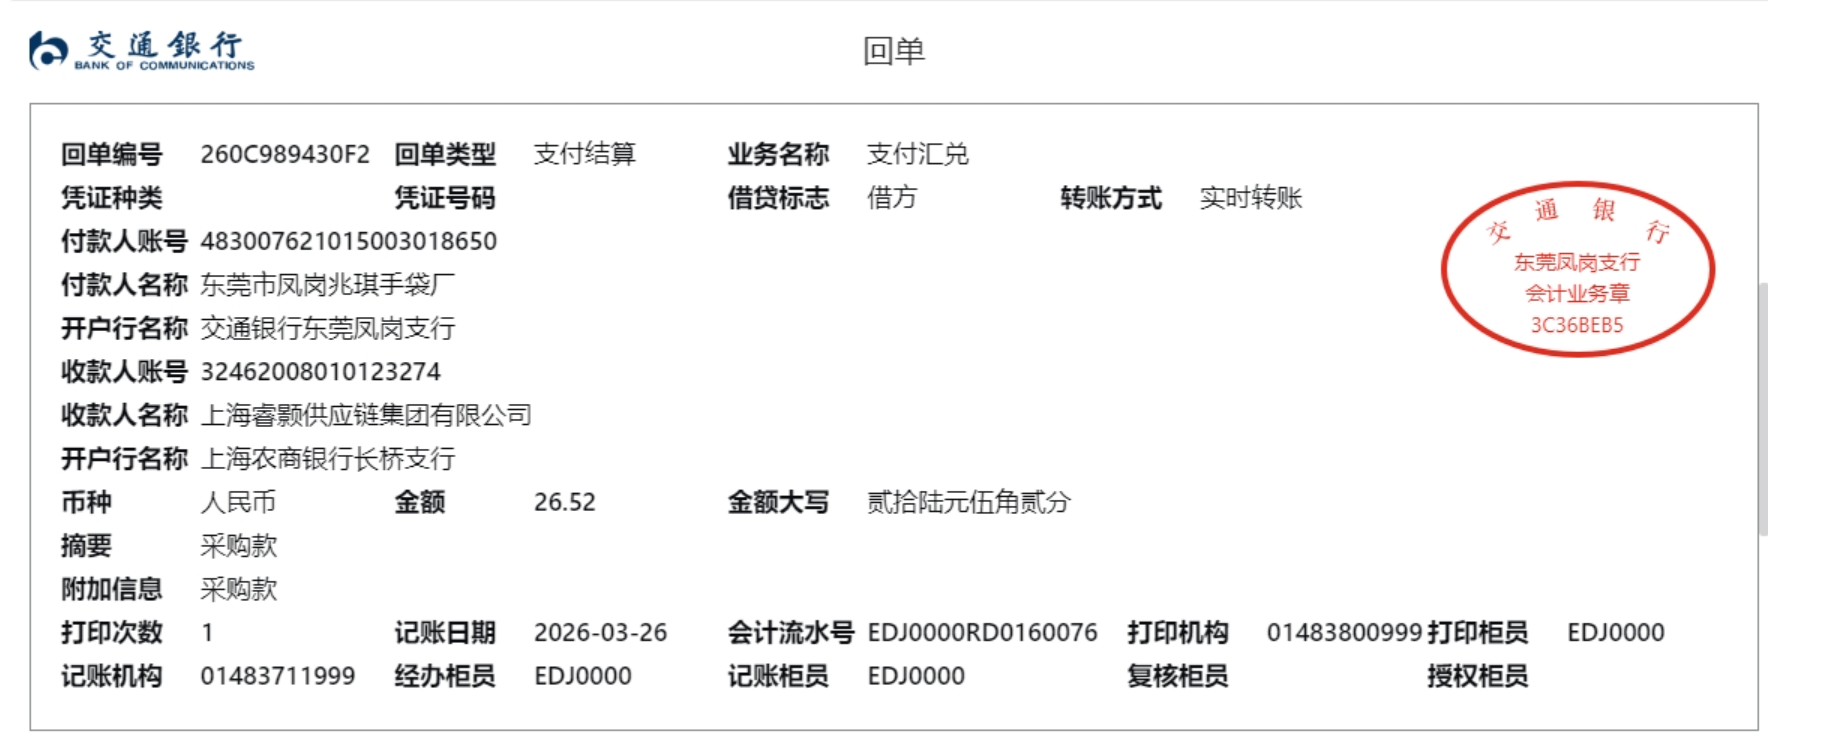 交通銀行
BANK OF COMMUNICATIONS
回单
回单编号 260C989430F2 回单类型 支付结算 业务名称 支付汇兑
凭证种类 凭证号码 借贷标志 借方 转账方式 实时转账
付款人账号 483007621015003018650
付款人名称 东莞市凤岗兆琪手袋厂
开户行名称 交通银行东莞凤岗支行
收款人账号 32462008010123274
收款人名称 上海睿颢供应链集团有限公司
开户行名称 上海农商银行长桥支行
币种 人民币 金额 26.52 金额大写 贰拾陆元伍角贰分
摘要 采购款
附加信息 采购款
打印次数 1 记账日期 2026-03-26 会计流水号 EDJ0000RD0160076 打印机构 01483800999 打印柜员 EDJ0000
记账机构 01483711999 经办柜员 EDJ0000 记账柜员 EDJ0000 复核柜员 授权柜员
交通银行
东莞凤岗支行
会计业务章
3C36BEB5